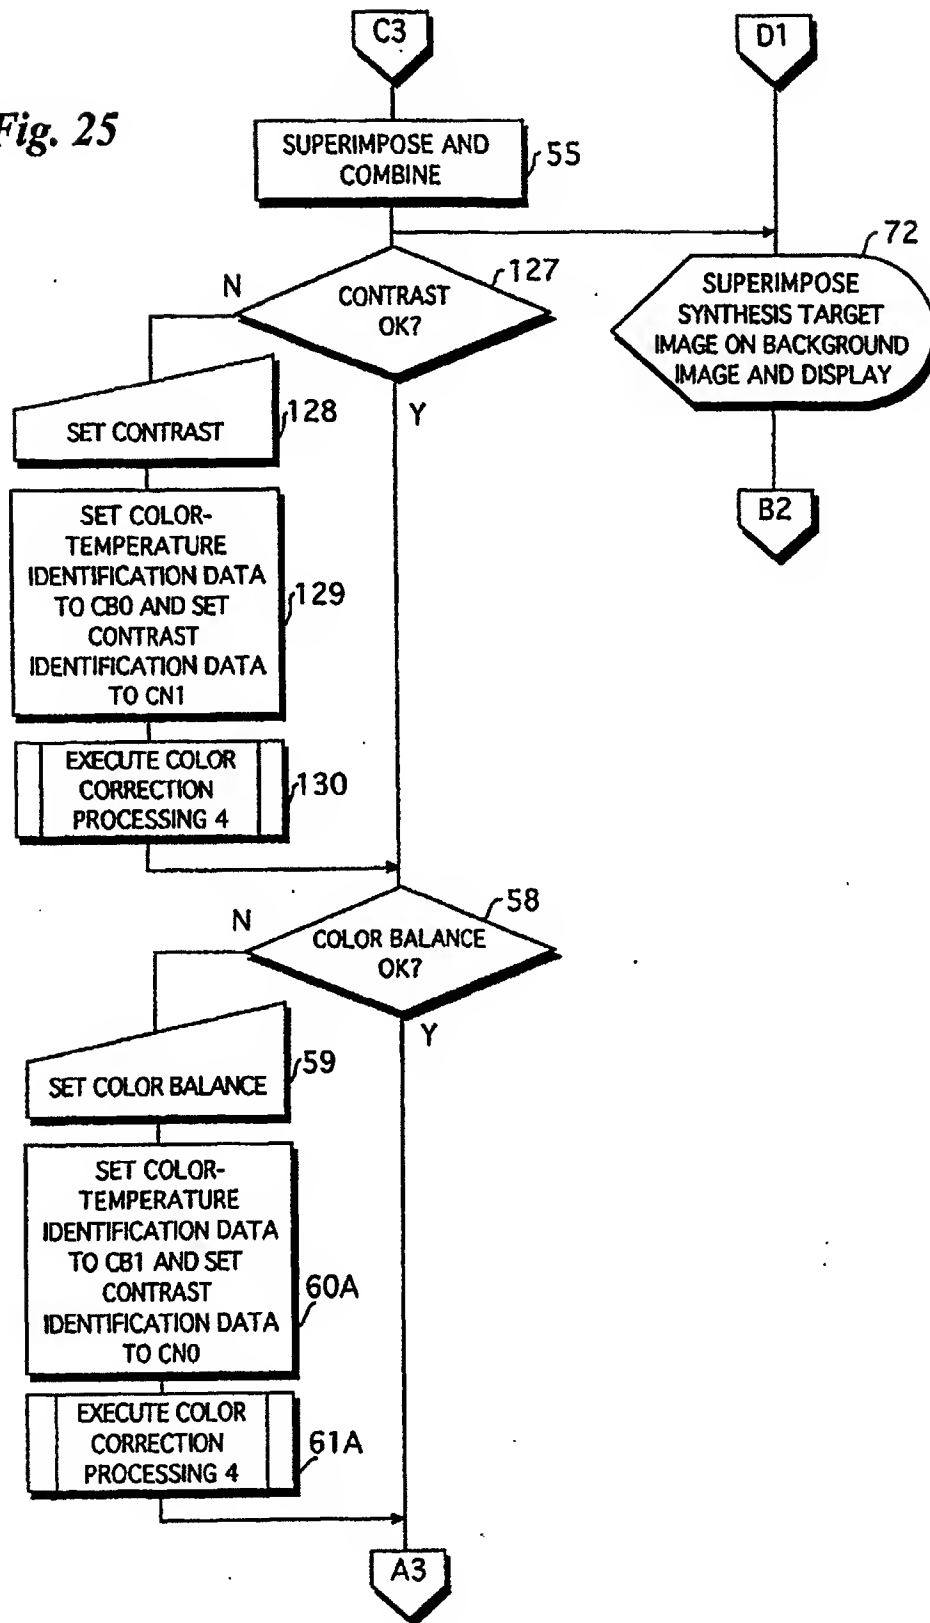 C3
D1
Fig. 25
SUPERIMPOSE AND
COMBINE
55
72
SUPERIMPOSE
SYNTHESIS TARGET
IMAGE ON BACKGROUND
IMAGE AND DISPLAY
B2
N
CONTRAST
OK?
127
Y
SET CONTRAST
128
SET COLOR-
TEMPERATURE
IDENTIFICATION DATA
TO CB0 AND SET
CONTRAST
IDENTIFICATION DATA
TO CN1
129
EXECUTE COLOR
CORRECTION
PROCESSING 4
130
N
COLOR BALANCE
OK?
58
Y
SET COLOR BALANCE
59
SET COLOR-
TEMPERATURE
IDENTIFICATION DATA
TO CB1 AND SET
CONTRAST
IDENTIFICATION DATA
TO CN0
60A
EXECUTE COLOR
CORRECTION
PROCESSING 4
61A
A3